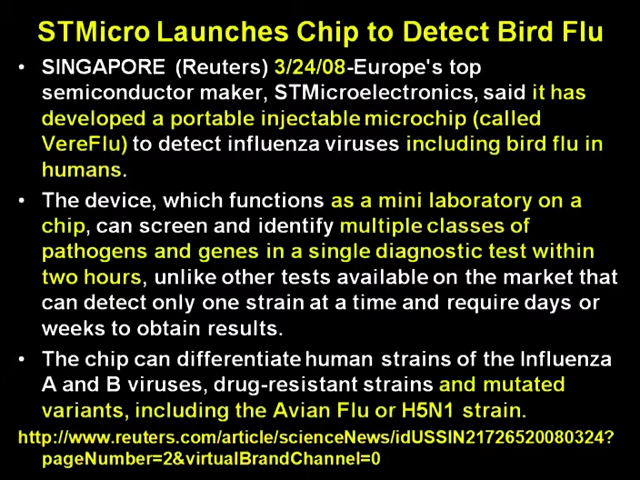 STMicro Launches Chip to Detect Bird Flu
• SINGAPORE (Reuters) 3/24/08-Europe's top
semiconductor maker, STMicroelectronics, said it has
developed a portable injectable microchip (called
VereFlu) to detect influenza viruses including bird flu in
humans.
• The device, which functions as a mini laboratory on a
chip, can screen and identify multiple classes of
pathogens and genes in a single diagnostic test within
two hours, unlike other tests available on the market that
can detect only one strain at a time and require days or
weeks to obtain results.
• The chip can differentiate human strains of the Influenza
A and B viruses, drug-resistant strains and mutated
variants, including the Avian Flu or H5N1 strain.
http://www.reuters.com/article/scienceNews/idUSSIN21726520080324?
pageNumber=2&virtualBrandChannel=0